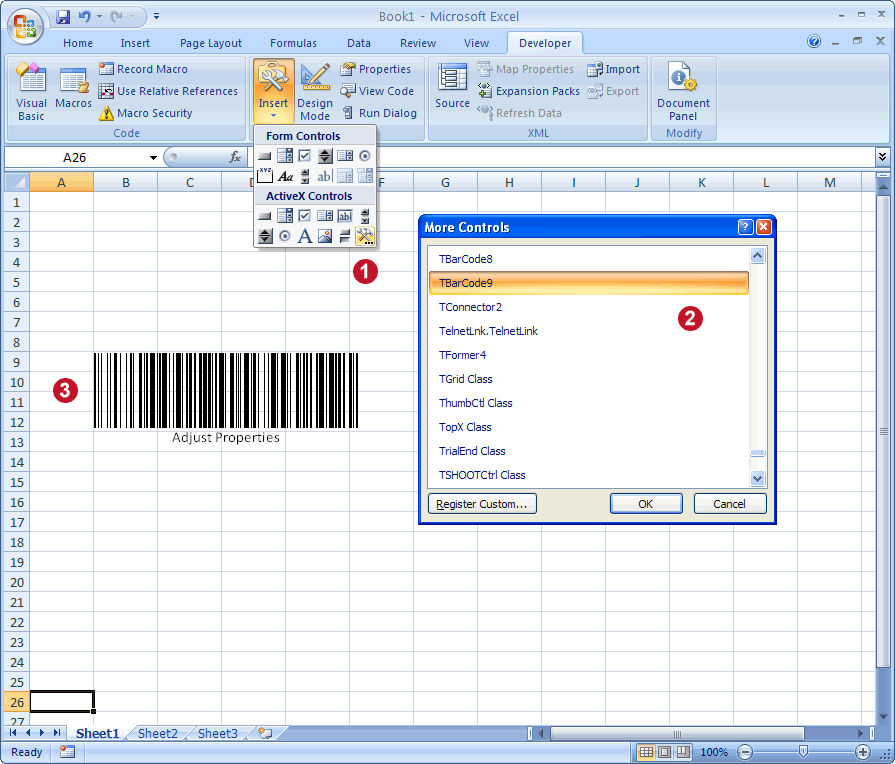 Book1 - Microsoft Excel
Home Insert Page Layout Formulas Data Review View Developer
Visual Basic
Macros
Record Macro
Use Relative References
Macro Security
Code
Insert
Design Mode
Properties
View Code
Run Dialog
Source
Map Properties
Expansion Packs
Refresh Data
Import
Export
XML
Document Panel
Modify
A26 fx
Form Controls
XYZ Aa ab|
ActiveX Controls
ab|
A
A B C D F G H I J K L M
1
2
3
4
5
6
7
8
9
10
11
12
13
14
15
16
17
18
19
20
21
22
23
24
25
26
27
1
More Controls
TBarCode8
TBarCode9
TConnector2
TelnetLnk.TelnetLink
TFormer4
TGrid Class
ThumbCtl Class
TopX Class
TrialEnd Class
TSHOOTCtrl Class
Register Custom...
OK
Cancel
2
3
Adjust Properties
Sheet1 Sheet2 Sheet3
Ready
100%